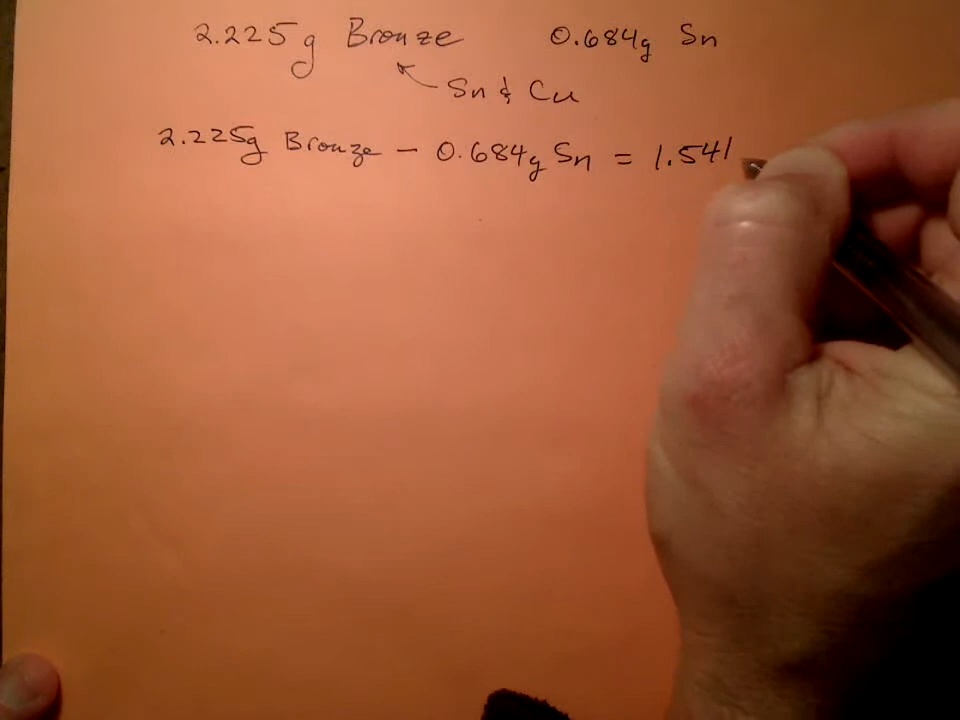 2.225g Bronze 0.684g Sn
Sn & Cu
2.225g Bronze - 0.684g Sn = 1.541